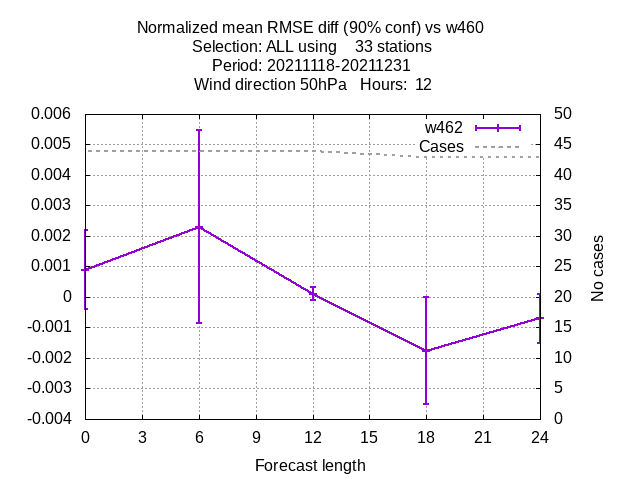 Normalized mean RMSE diff (90% conf) vs w460
Selection: ALL using    33 stations
Period: 20211118-20211231
Wind direction 50hPa   Hours:  12
0.006
0.005
0.004
0.003
0.002
0.001
0
-0.001
-0.002
-0.003
-0.004
w462
Cases
50
45
40
35
30
25
20
15
10
5
0
No cases
0 3 6 9 12 15 18 21 24
Forecast length